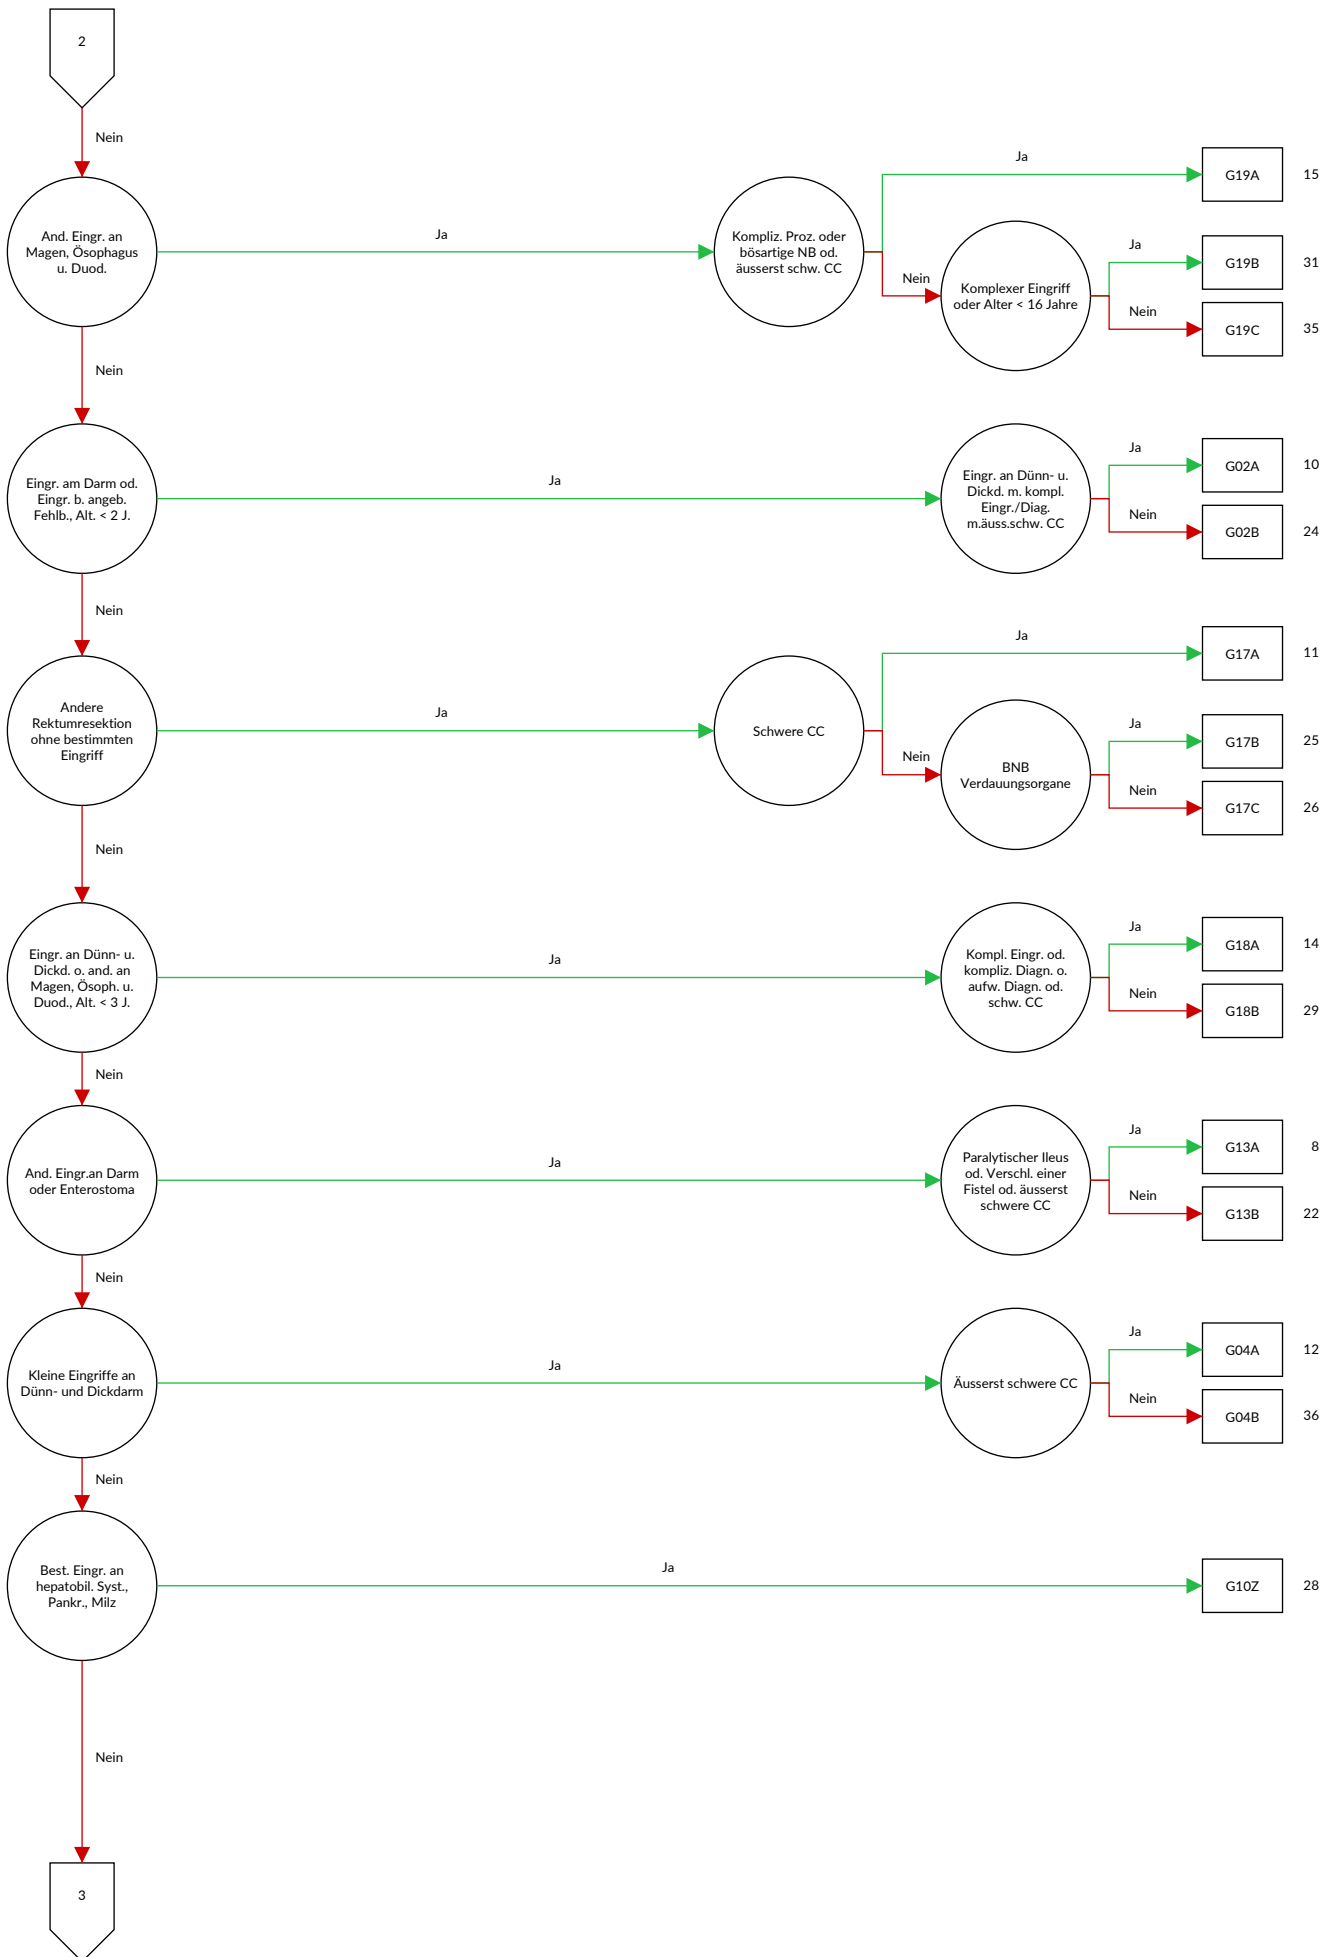 2
Nein
And. Eingr. an
Magen, Ösophagus
u. Duod.
Ja
Kompliz. Proz. oder
bösartige NB od.
äusserst schw. CC
Ja
G19A
15
Nein
Komplexer Eingriff
oder Alter < 16 Jahre
Ja
G19B
31
Nein
G19C
35
Nein
Eingr. am Darm od.
Eingr. b. angeb.
Fehlb., Alt. < 2 J.
Ja
Eingr. an Dünn- u.
Dickd. m. kompl.
Eingr./Diag.
m.äuss.schw. CC
Ja
G02A
10
Nein
G02B
24
Nein
Andere
Rektumresektion
ohne bestimmten
Eingriff
Ja
Schwere CC
Ja
G17A
11
Nein
BNB
Verdauungsorgane
Ja
G17B
25
Nein
G17C
26
Nein
Eingr. an Dünn- u.
Dickd. o. and. an
Magen, Ösoph. u.
Duod., Alt. < 3 J.
Ja
Kompl. Eingr. od.
kompliz. Diagn. o.
aufw. Diagn. od.
schw. CC
Ja
G18A
14
Nein
G18B
29
Nein
And. Eingr.an Darm
oder Enterostoma
Ja
Paralytischer Ileus
od. Verschl. einer
Fistel od. äusserst
schwere CC
Ja
G13A
8
Nein
G13B
22
Nein
Kleine Eingriffe an
Dünn- und Dickdarm
Ja
Äusserst schwere CC
Ja
G04A
12
Nein
G04B
36
Nein
Best. Eingr. an
hepatobil. Syst.,
Pankr., Milz
Ja
G10Z
28
Nein
3